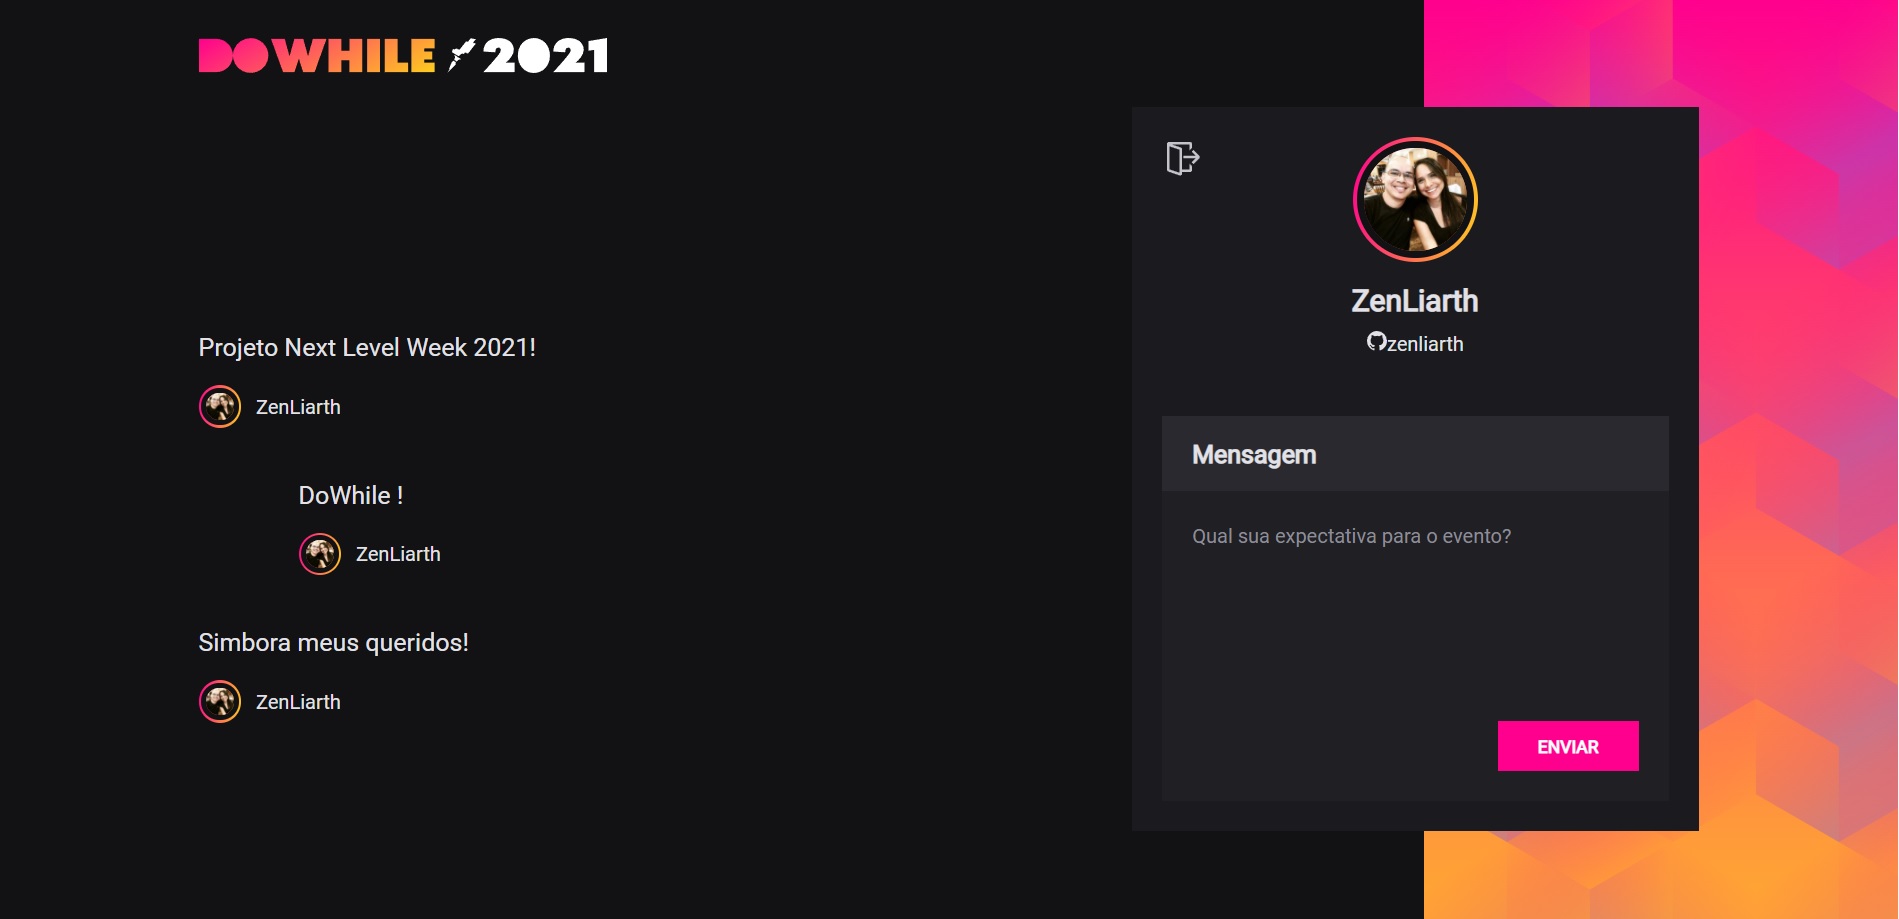 DOWHILE 2021
Projeto Next Level Week 2021!
ZenLiarth
DoWhile !
ZenLiarth
Simbora meus queridos!
ZenLiarth
ZenLiarth
zenliarth
Mensagem
Qual sua expectativa para o evento?
ENVIAR